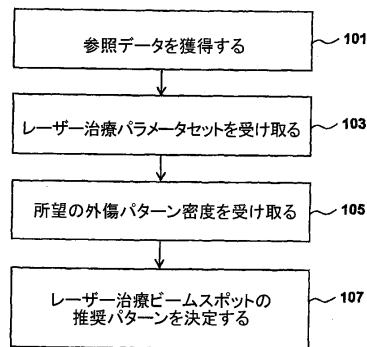 参照データを獲得する
101
レーザー治療パラメータセットを受け取る
103
所望の外傷パターン密度を受け取る
105
レーザー治療ビームスポットの
推奨パターンを決定する
107